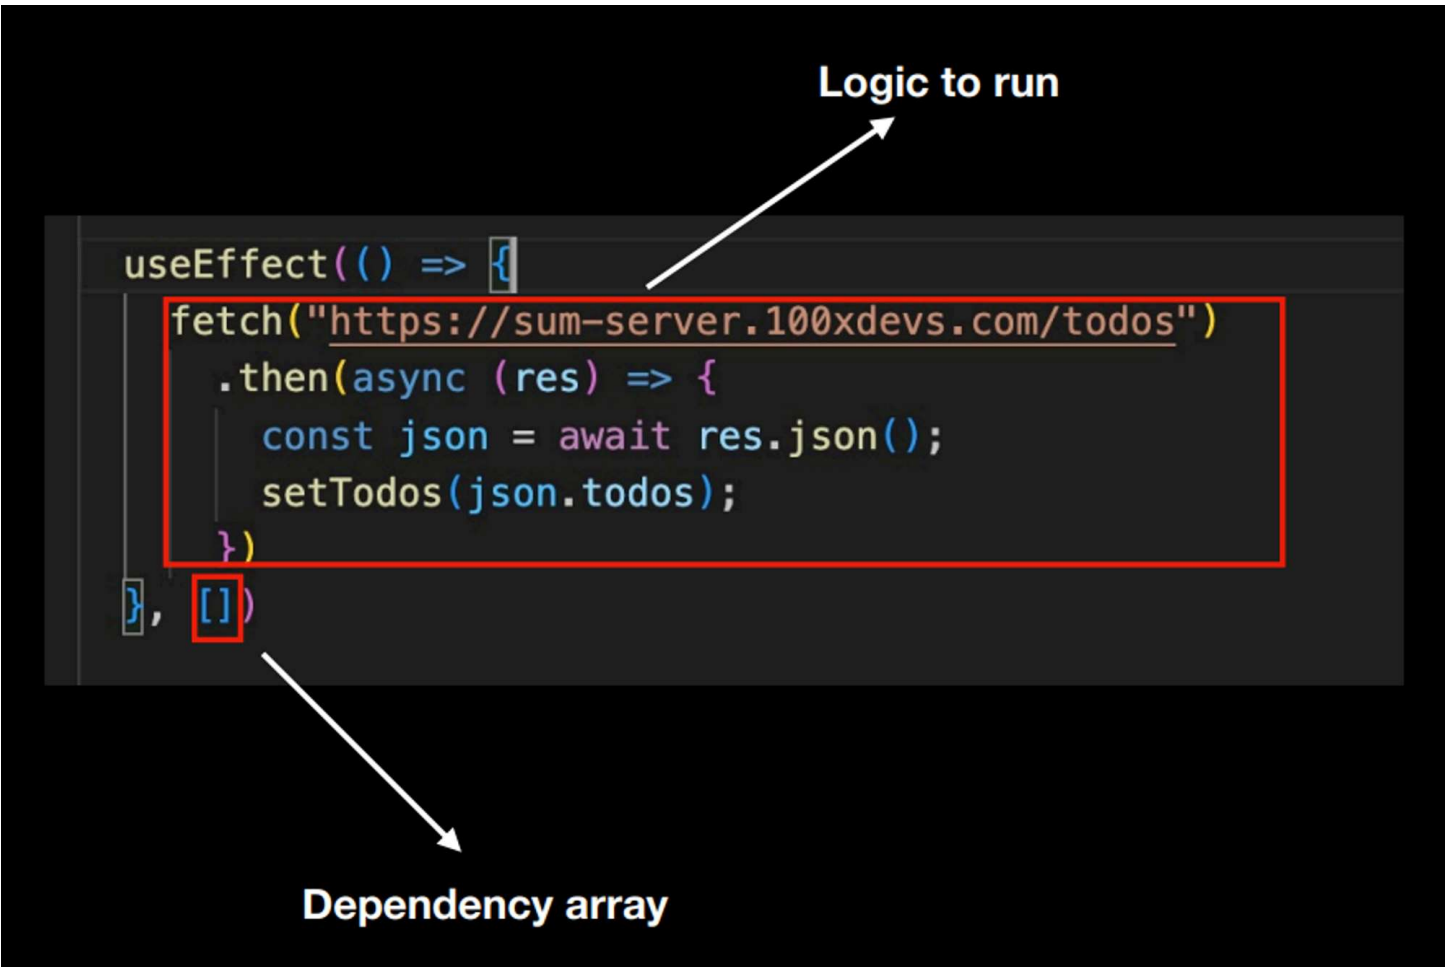 Logic to run
useEffect(() => {
fetch("https://sum-server.100xdevs.com/todos")
.then(async (res) => {
const json = await res.json();
setTodos(json.todos);
})
}, [])
Dependency array